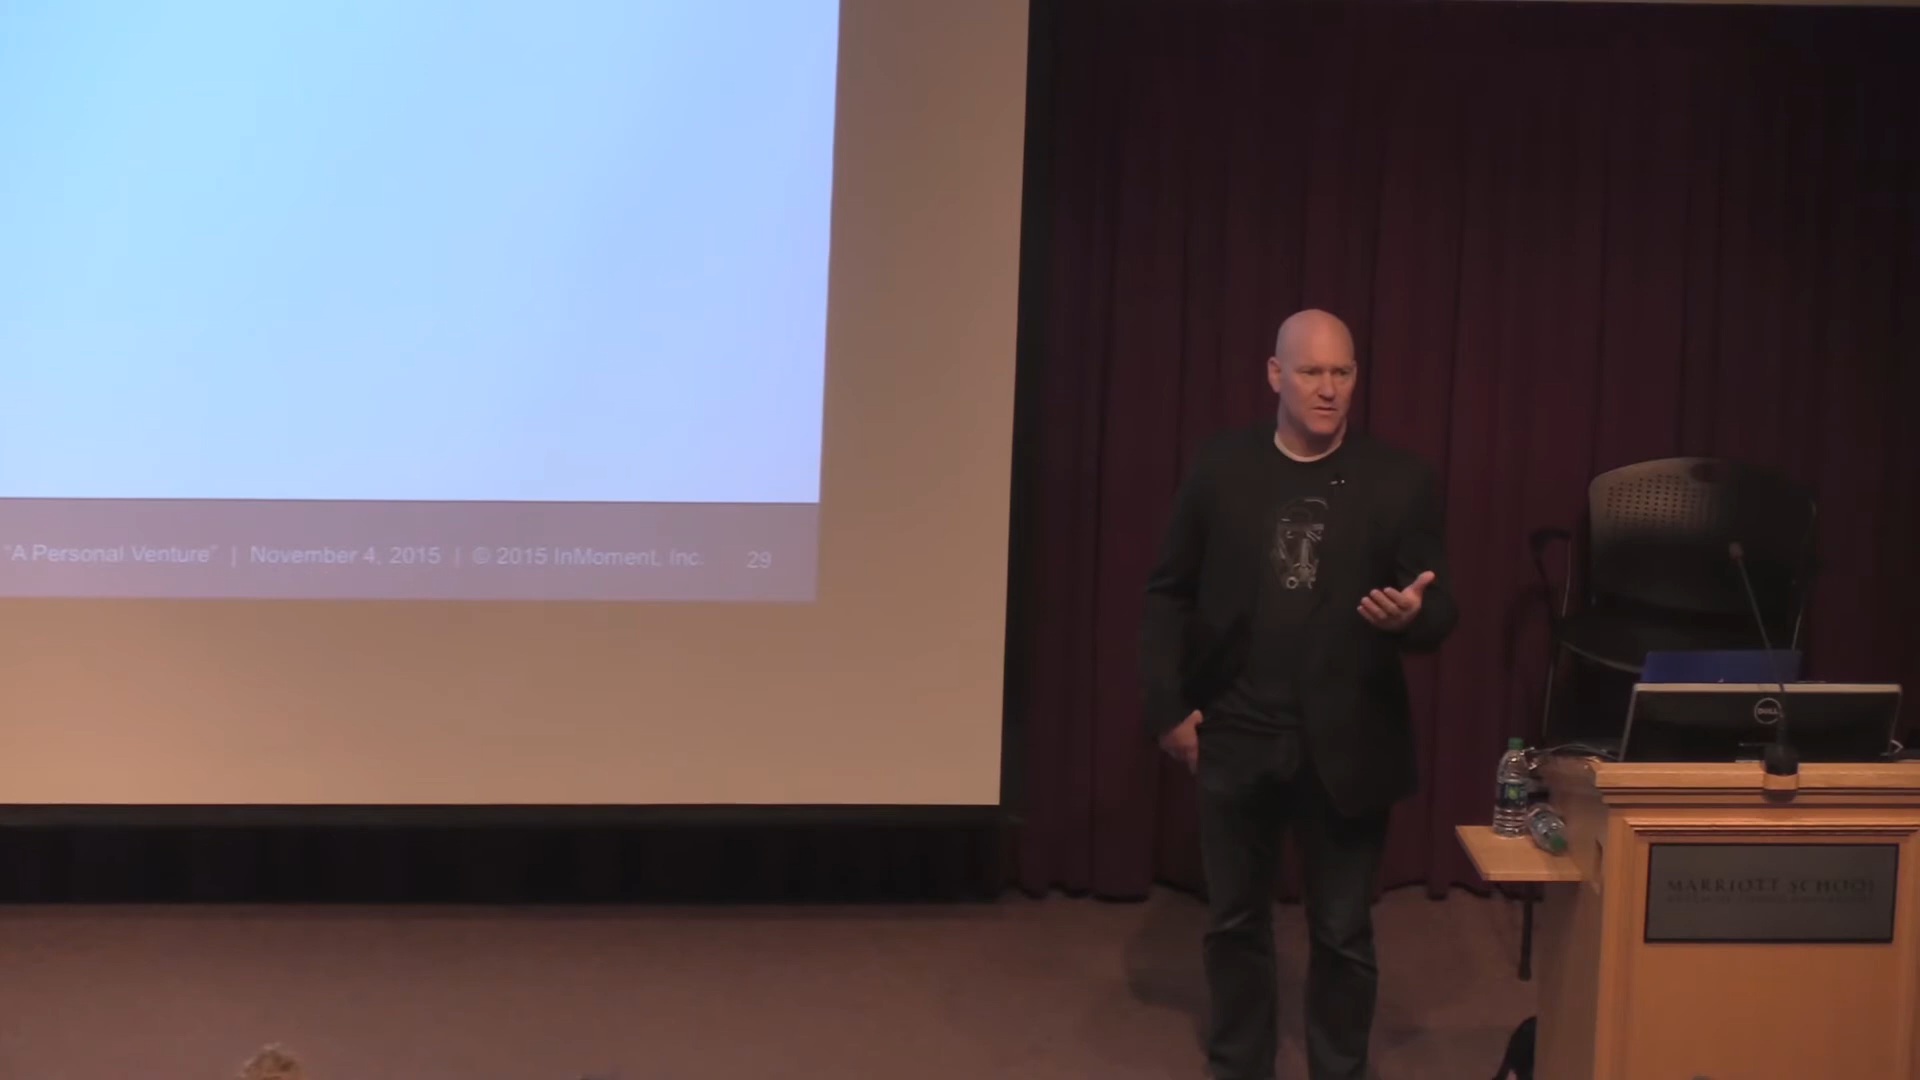 "A Personal Venture" | November 4, 2015 | © 2015 InMoment, Inc. 29
DELL
MARRIOTT SCHOOL